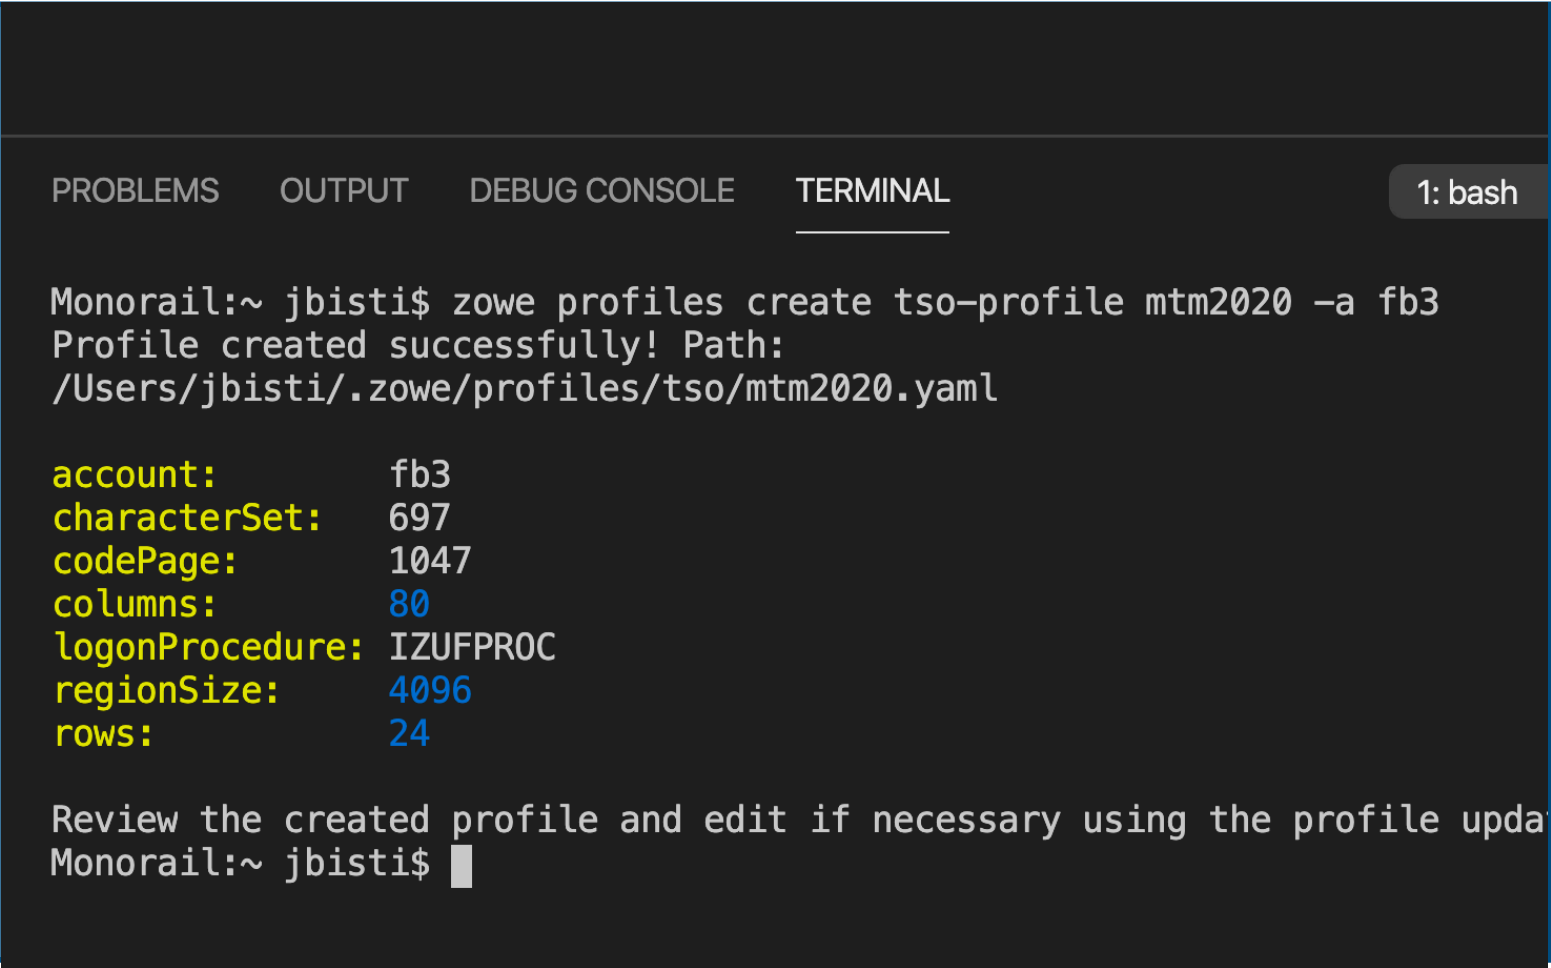 PROBLEMS OUTPUT DEBUG CONSOLE TERMINAL 1: bash
Monorail:~ jbisti$ zowe profiles create tso-profile mtm2020 -a fb3
Profile created successfully! Path:
/Users/jbisti/.zowe/profiles/tso/mtm2020.yaml
account: fb3
characterSet: 697
codePage: 1047
columns: 80
logonProcedure: IZUFPROC
regionSize: 4096
rows: 24
Review the created profile and edit if necessary using the profile
Monorail:~ jbisti$